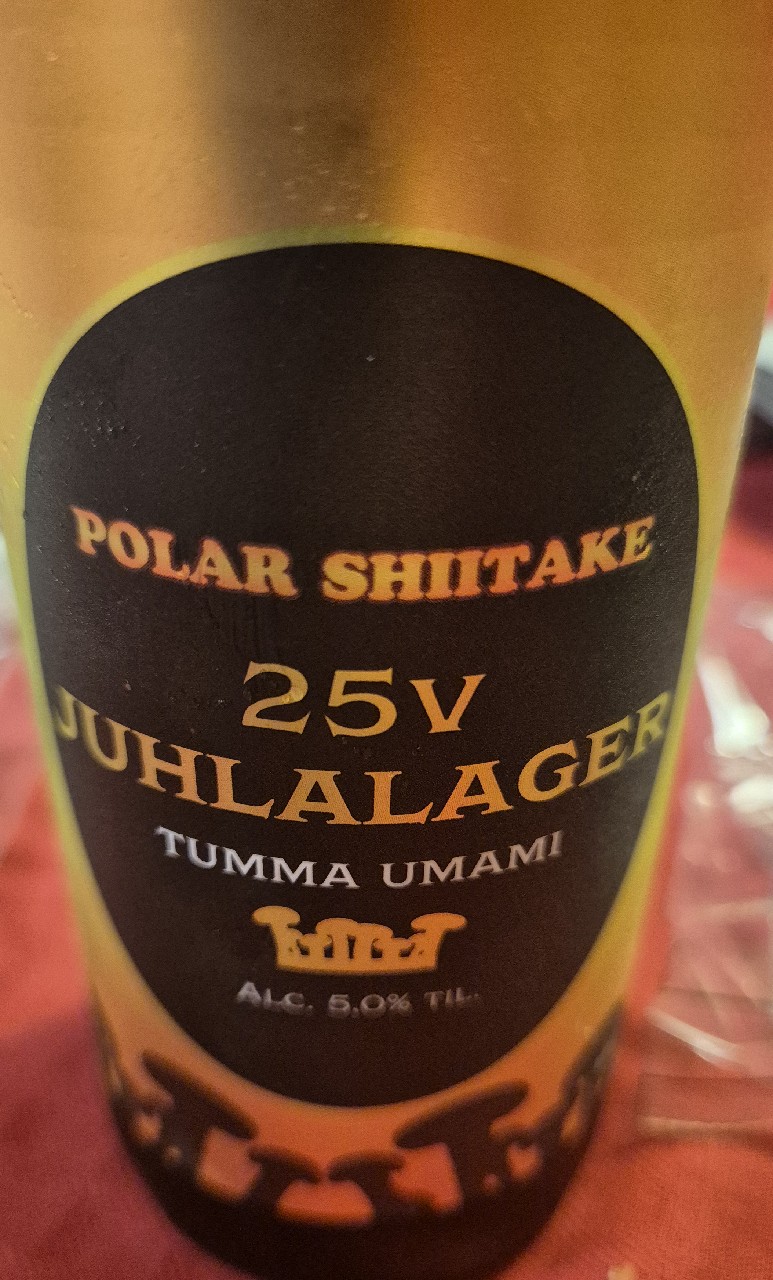 POLAR SHIITAKE
25V
JUHLALAGER
TUMMA UMAMI
ALC. 5,0% TIL.